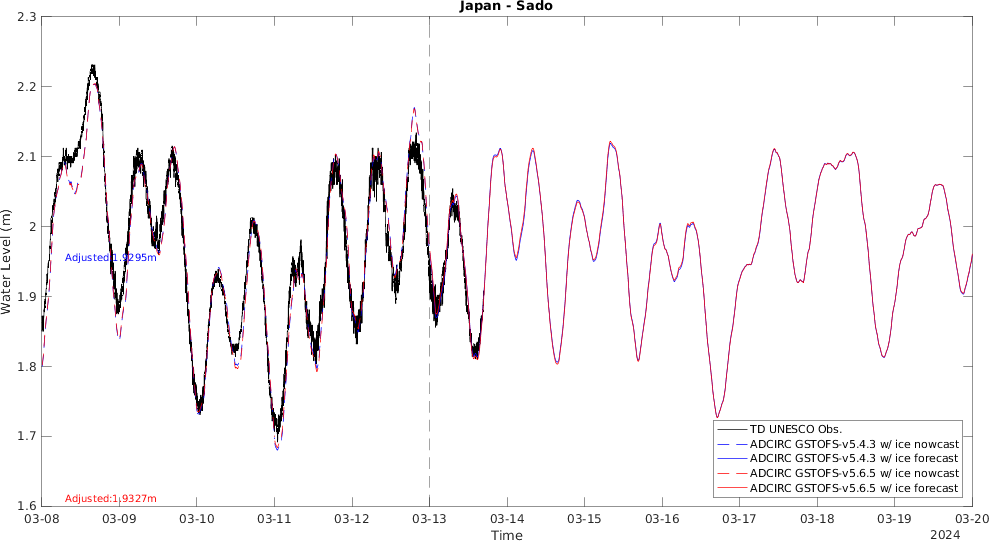 Japan - Sado
2.3
2.2
2.1
2
1.9
1.8
1.7
1.6
Water Level (m)
Adjusted:1.9295m
Adjusted:1.9327m
TD UNESCO Obs.
ADCIRC GSTOFS-v5.4.3 w/ ice nowcast
ADCIRC GSTOFS-v5.4.3 w/ ice forecast
ADCIRC GSTOFS-v5.6.5 w/ ice nowcast
ADCIRC GSTOFS-v5.6.5 w/ ice forecast
03-08 03-09 03-10 03-11 03-12 03-13 03-14 03-15 03-16 03-17 03-18 03-19 03-20
Time
2024